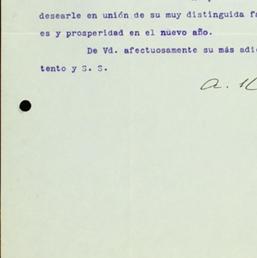 desearle en unión de su muy distinguida
es y prosperidad en el nuevo año.
De Vd. afectuosamente su más
tento y S. S.
A.